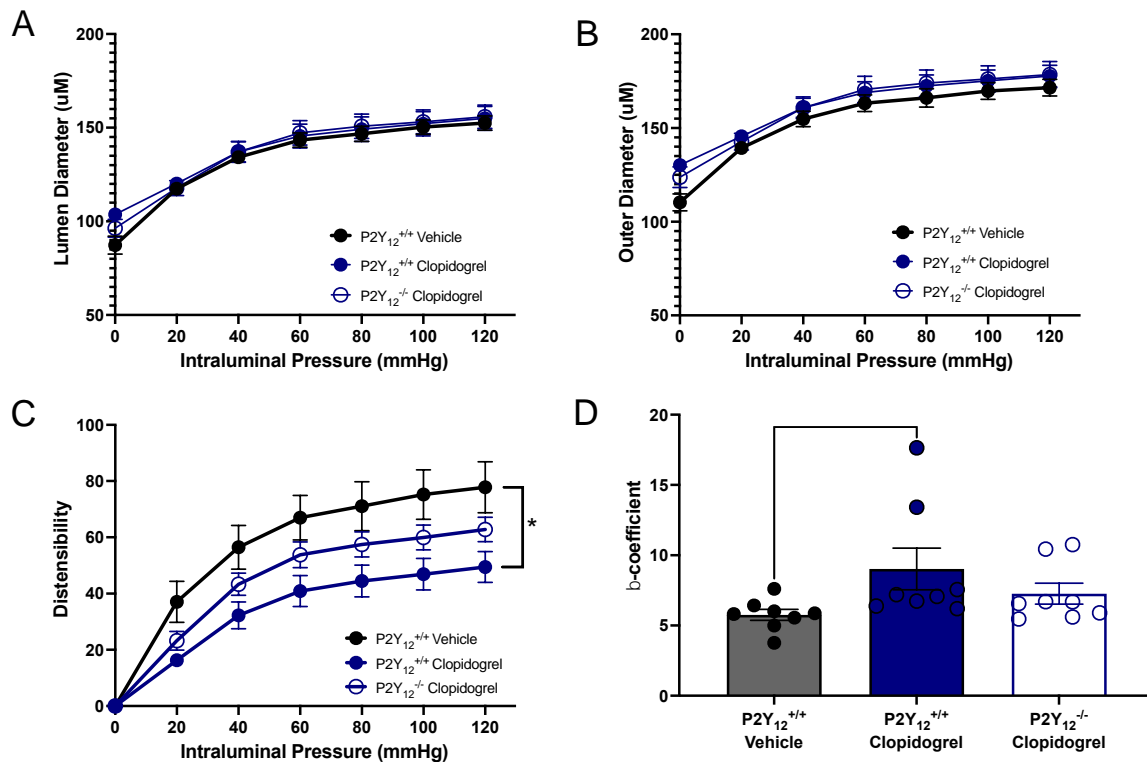 A
Lumen Diameter (uM)
200
150
100
50
0 20 40 60 80 100 120
Intraluminal Pressure (mmHg)
P2Y₁₂⁺/⁺ Vehicle
P2Y₁₂⁺/⁺ Clopidogrel
P2Y₁₂⁻/⁻ Clopidogrel
B
Outer Diameter (uM)
200
150
100
50
0 20 40 60 80 100 120
Intraluminal Pressure (mmHg)
P2Y₁₂⁺/⁺ Vehicle
P2Y₁₂⁺/⁺ Clopidogrel
P2Y₁₂⁻/⁻ Clopidogrel
C
Distensibility
100
80
60
40
20
0
0 20 40 60 80 100 120
Intraluminal Pressure (mmHg)
*
P2Y₁₂⁺/⁺ Vehicle
P2Y₁₂⁺/⁺ Clopidogrel
P2Y₁₂⁻/⁻ Clopidogrel
D
b-coefficient
20
15
10
5
0
P2Y₁₂⁺/⁺
Vehicle
P2Y₁₂⁺/⁺
Clopidogrel
P2Y₁₂⁻/⁻
Clopidogrel